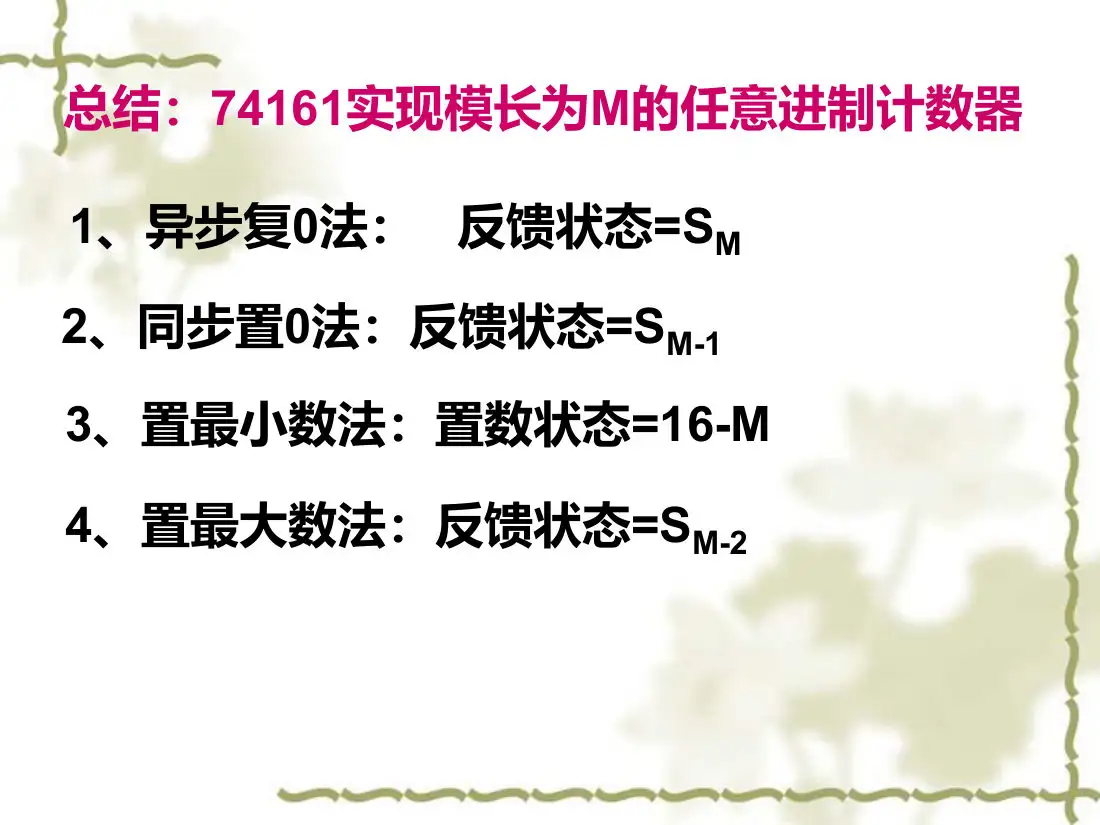 总结：74161实现模长为M的任意进制计数器
1、异步复0法： 反馈状态=SM
2、同步置0法：反馈状态=SM-1
3、置最小数法：置数状态=16-M
4、置最大数法：反馈状态=SM-2